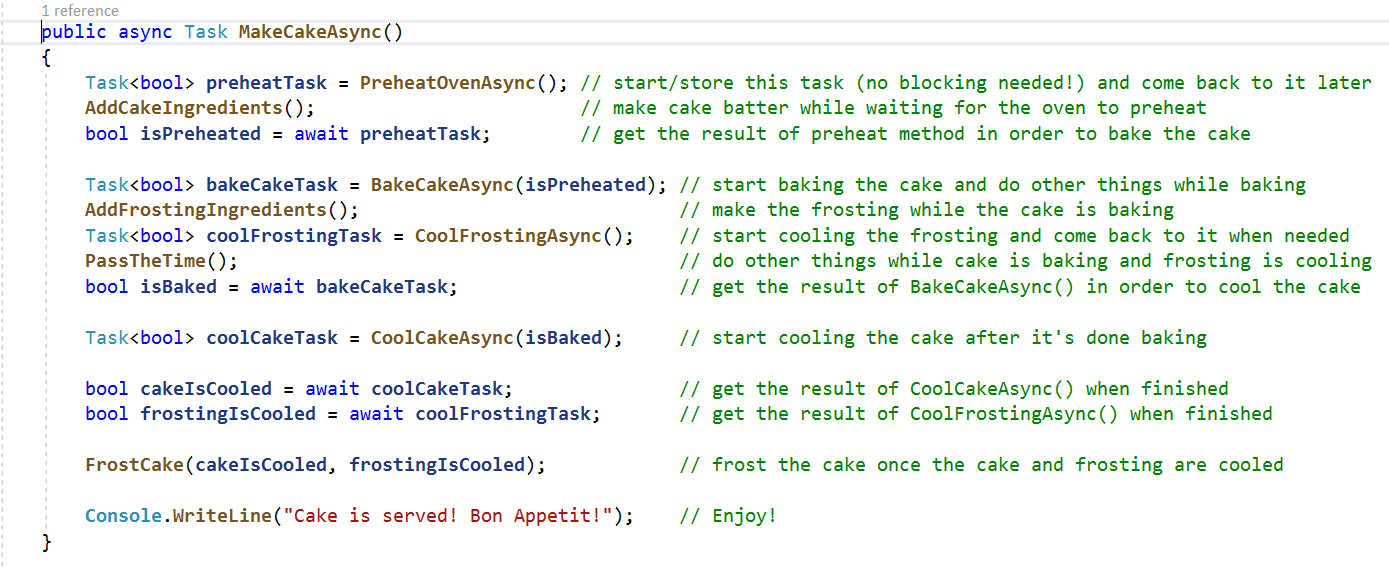 1 reference
public async Task MakeCakeAsync()
{
Task<bool> preheatTask = PreheatOvenAsync(); // start/store this task (no blocking needed!) and come back to it later
AddCakeIngredients(); // make cake batter while waiting for the oven to preheat
bool isPreheated = await preheatTask; // get the result of preheat method in order to bake the cake
Task<bool> bakeCakeTask = BakeCakeAsync(isPreheated); // start baking the cake and do other things while baking
AddFrostingIngredients(); // make the frosting while the cake is baking
Task<bool> coolFrostingTask = CoolFrostingAsync(); // start cooling the frosting and come back to it when needed
PassTheTime(); // do other things while cake is baking and frosting is cooling
bool isBaked = await bakeCakeTask; // get the result of BakeCakeAsync() in order to cool the cake
Task<bool> coolCakeTask = CoolCakeAsync(isBaked); // start cooling the cake after it's done baking
bool cakeIsCooled = await coolCakeTask; // get the result of CoolCakeAsync() when finished
bool frostingIsCooled = await coolFrostingTask; // get the result of CoolFrostingAsync() when finished
FrostCake(cakeIsCooled, frostingIsCooled); // frost the cake once the cake and frosting are cooled
Console.WriteLine("Cake is served! Bon Appetit!"); // Enjoy!
}